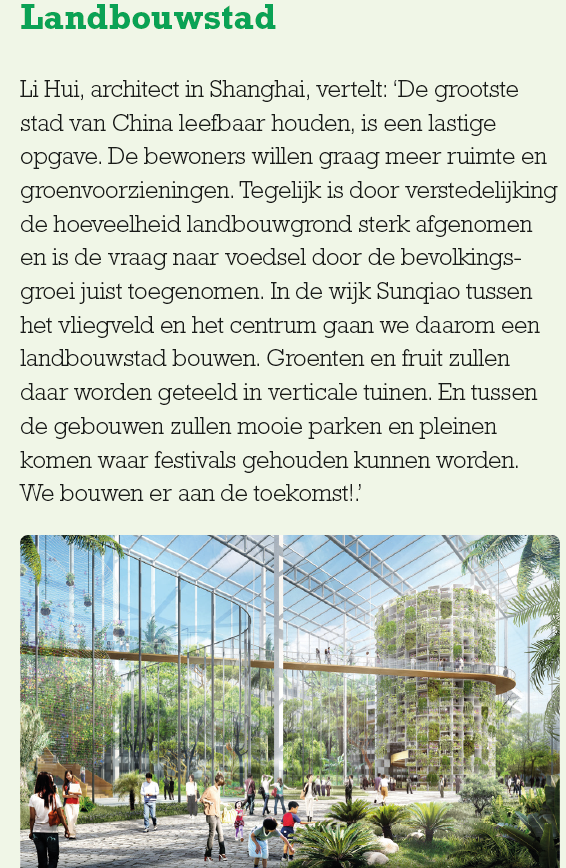 Landbouwstad
Li Hui, architect in Shanghai, vertelt: ‘De grootste
stad van China leefbaar houden, is een lastige
opgave. De bewoners willen graag meer ruimte en
groenvoorzieningen. Tegelijk is door verstedelijking
de hoeveelheid landbouwgrond sterk afgenomen
en is de vraag naar voedsel door de bevolkings-
groei juist toegenomen. In de wijk Sunqiao tussen
het vliegveld en het centrum gaan we daarom een
landbouwstad bouwen. Groenten en fruit zullen
daar worden geteeld in verticale tuinen. En tussen
de gebouwen zullen mooie parken en pleinen
komen waar festivals gehouden kunnen worden.
We bouwen er aan de toekomst!.’